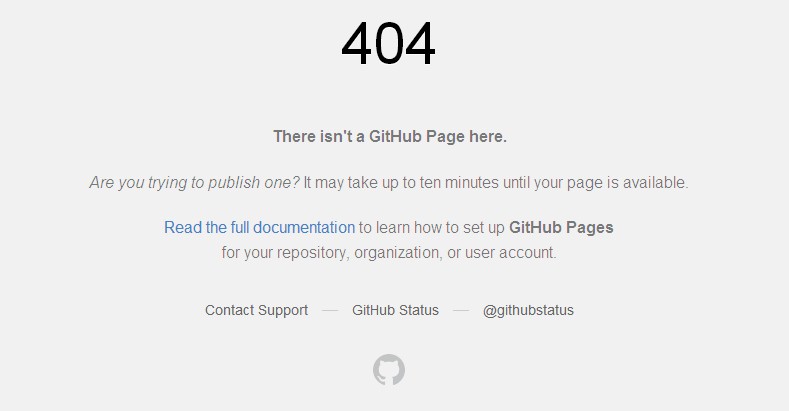 404
There isn't a GitHub Page here.
Are you trying to publish one? It may take up to ten minutes until your page is available.
Read the full documentation to learn how to set up GitHub Pages
for your repository, organization, or user account.
Contact Support — GitHub Status — @githubstatus